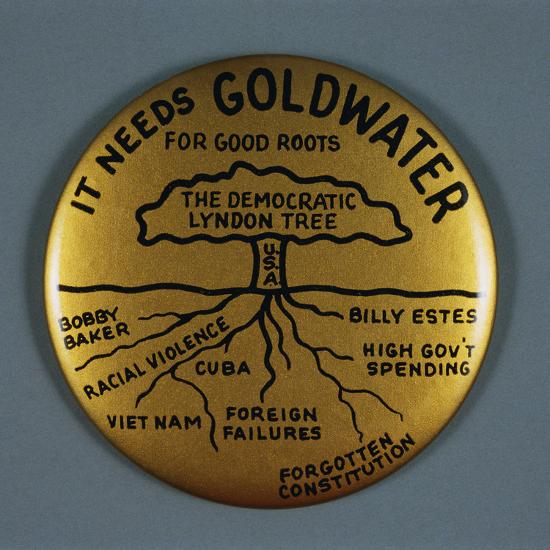 IT NEEDS GOLDWATER
FOR GOOD ROOTS
THE DEMOCRATIC
LYNDON TREE
U.S.A.
BOBBY
BAKER
BILLY ESTES
RACIAL VIOLENCE
CUBA
HIGH GOV'T
SPENDING
VIET NAM
FOREIGN
FAILURES
FORGOTTEN
CONSTITUTION